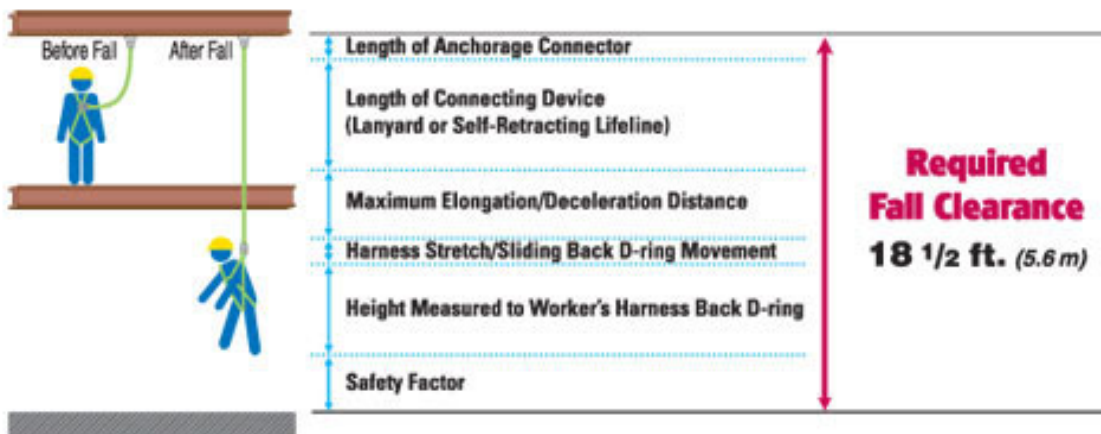 Before Fall
After Fall
Length of Anchorage Connector
Length of Connecting Device
(Lanyard or Self-Retracting Lifeline)
Maximum Elongation/Deceleration Distance
Harness Stretch/Sliding Back D-ring Movement
Height Measured to Worker's Harness Back D-ring
Safety Factor
Required
Fall Clearance
18 1/2 ft. (5.6 m)